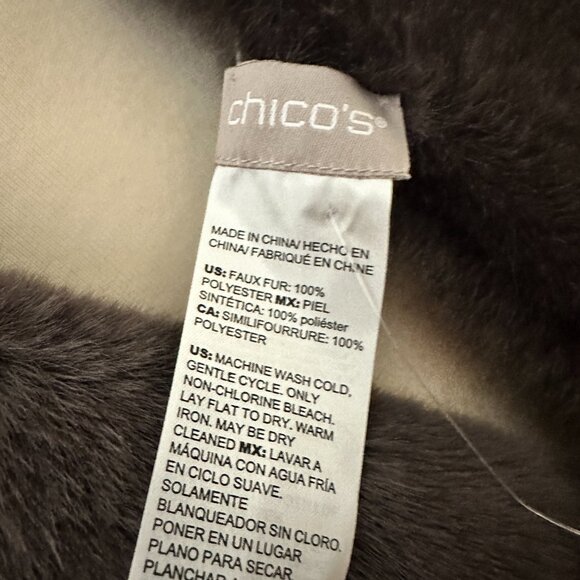 chico's®
MADE IN CHINA/ HECHO EN
CHINA/ FABRIQUÉ EN CHINE
US: FAUX FUR: 100%
POLYESTER MX: PIEL
SINTÉTICA: 100% poliéster
CA: SIMILIFOURRURE: 100%
POLYESTER
US: MACHINE WASH COLD,
GENTLE CYCLE. ONLY
NON-CHLORINE BLEACH.
LAY FLAT TO DRY. WARM
IRON. MAY BE DRY
CLEANED MX: LAVAR A
MÁQUINA CON AGUA FRÍA
EN CICLO SUAVE.
SOLAMENTE
BLANQUEADOR SIN CLORO.
PONER EN UN LUGAR
PLANO PARA SECAR
PLANCHAR